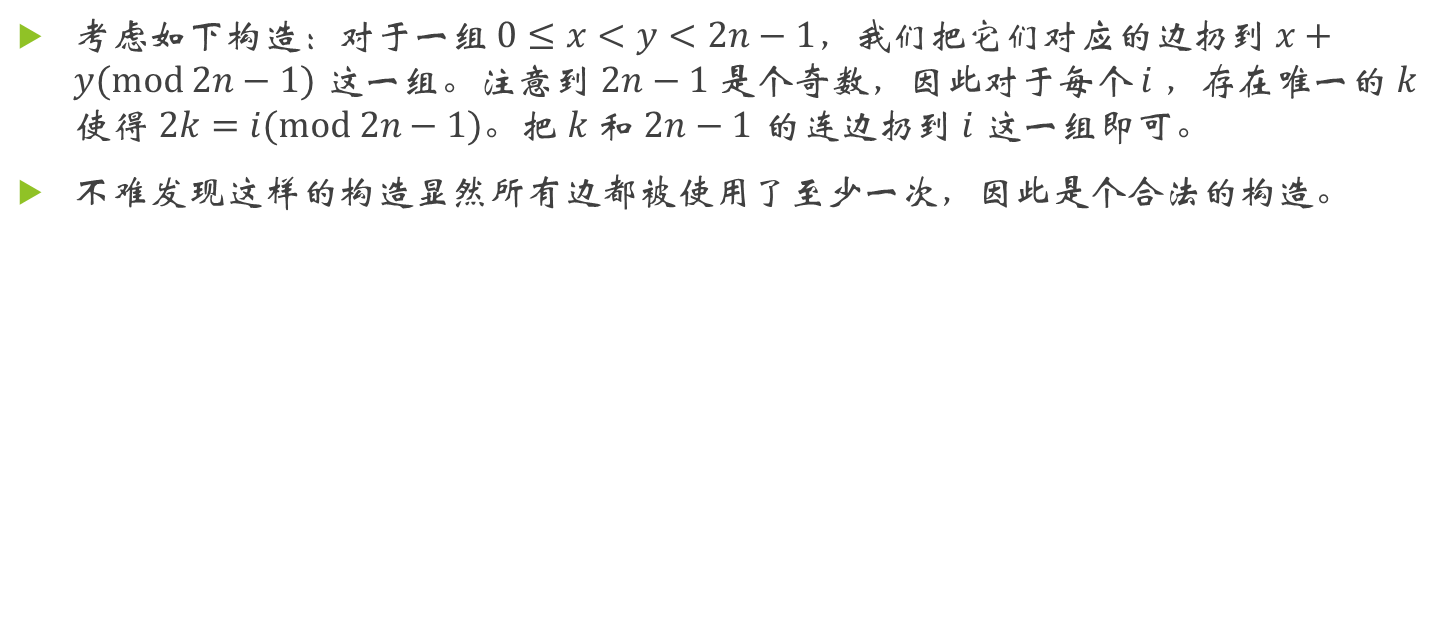 考虑如下构造：对于一组 0 ≤ x < y < 2n − 1，我们把它们对应的边扔到 x +
y(mod 2n − 1) 这一组。注意到 2n − 1 是个奇数，因此对于每个 i ，存在唯一的 k
使得 2k = i(mod 2n − 1)。把 k 和 2n − 1 的连边扔到 i 这一组即可。
不难发现这样的构造显然所有边都被使用了至少一次，因此是个合法的构造。